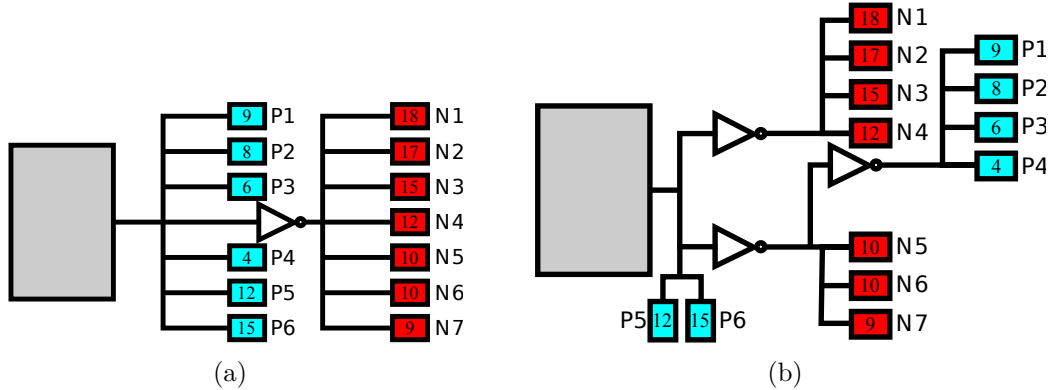 9 P1
8 P2
6 P3
4 P4
12 P5
15 P6
18 N1
17 N2
15 N3
12 N4
10 N5
10 N6
9 N7
(a)
18 N1
17 N2
15 N3
12 N4
9 P1
8 P2
6 P3
4 P4
10 N5
10 N6
9 N7
P5 12 15 P6
(b)